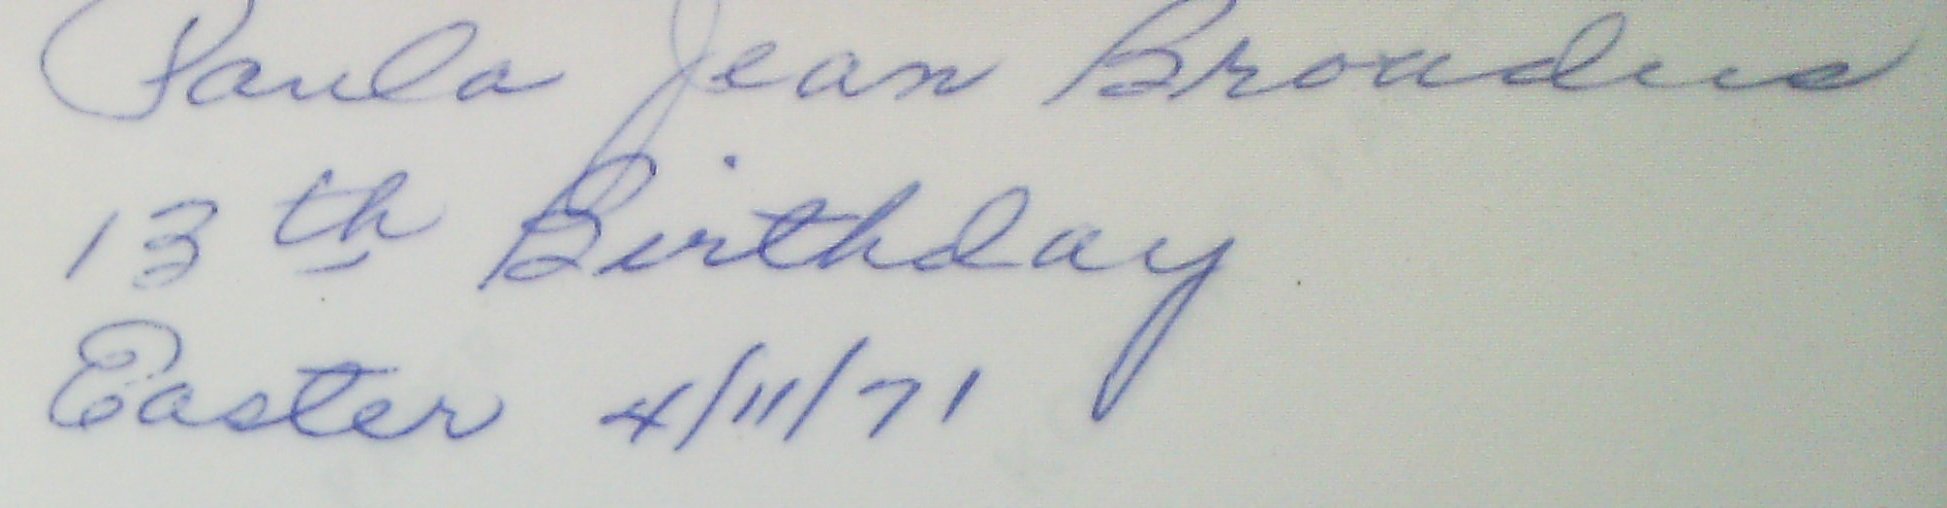 Paula Jean Broadus
13th Birthday
Easter 4/11/71